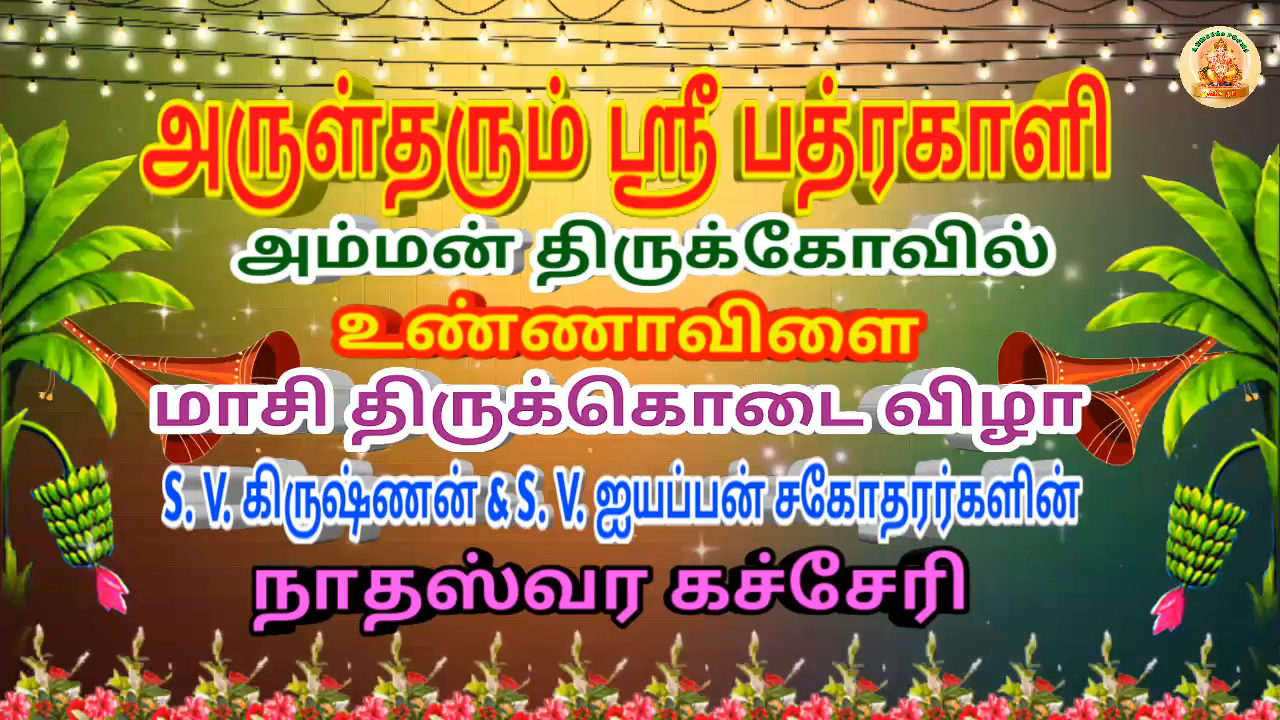 அருள்தரும் ஸ்ரீ பத்ரகாளி
அம்மன் திருக்கோவில்
உண்ணாவிளை
மாசி திருக்கொடை விழா
S. V. கிருஷ்ணன் & S. V. ஐயப்பன் சகோதரர்களின்
நாதஸ்வர கச்சேரி